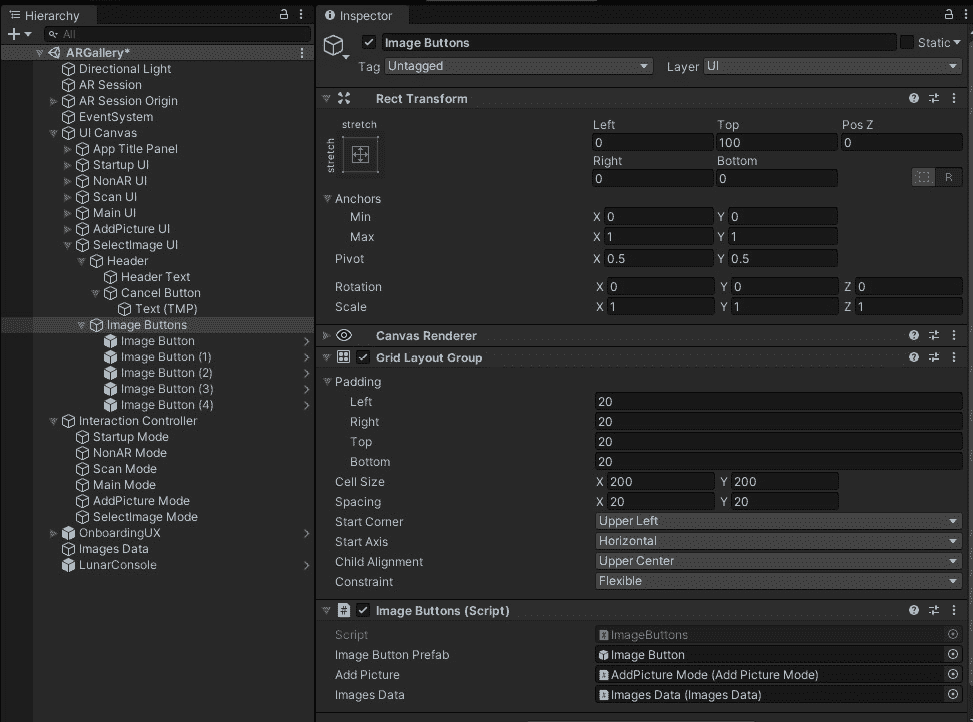 Hierarchy
All
ARGallery*
Directional Light
AR Session
AR Session Origin
EventSystem
UI Canvas
App Title Panel
Startup UI
NonAR UI
Scan UI
Main UI
AddPicture UI
SelectImage UI
Header
Header Text
Cancel Button
Text (TMP)
Image Buttons
Image Button
Image Button (1)
Image Button (2)
Image Button (3)
Image Button (4)
Interaction Controller
Startup Mode
NonAR Mode
Scan Mode
Main Mode
AddPicture Mode
SelectImage Mode
OnboardingUX
Images Data
LunarConsole
Inspector
Image Buttons Static
Tag Untagged Layer UI
Rect Transform
stretch
stretch
Left Top Pos Z
0 100 0
Right Bottom
0 0 R
Anchors
Min X 0 Y 0
Max X 1 Y 1
Pivot X 0.5 Y 0.5
Rotation X 0 Y 0 Z 0
Scale X 1 Y 1 Z 1
Canvas Renderer
Grid Layout Group
Padding
Left 20
Right 20
Top 20
Bottom 20
Cell Size X 200 Y 200
Spacing X 20 Y 20
Start Corner Upper Left
Start Axis Horizontal
Child Alignment Upper Center
Constraint Flexible
# Image Buttons (Script)
Script ImageButtons
Image Button Prefab Image Button
Add Picture AddPicture Mode (Add Picture Mode)
Images Data Images Data (Images Data)